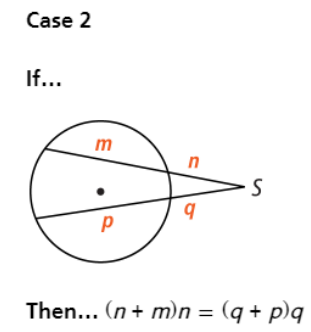 Case 2
If...
m
n
S
p
q
Then... (n + m)n = (q + p)q